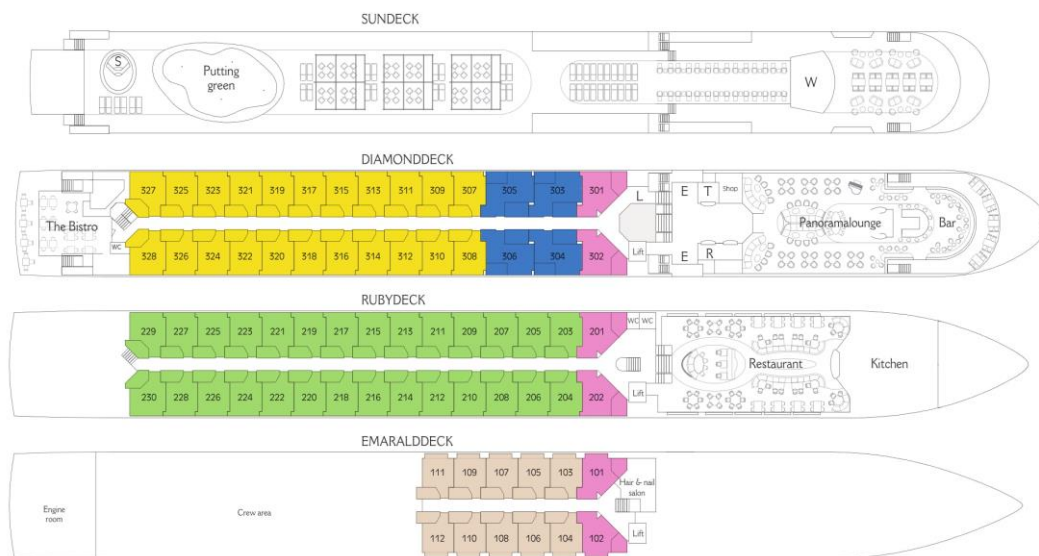 SUNDECK
S
Putting
green
W
DIAMONDDECK
327 325 323 321 319 317 315 313 311 309 307 305 303 301
L
E
T
Shop
The Bistro
WC
Panoramalounge
Bar
328 326 324 322 320 318 316 314 312 310 308 306 304 302
Lift
E
R
RUBYDECK
229 227 225 223 221 219 217 215 213 211 209 207 205 203 201
WC WC
Restaurant
Kitchen
230 228 226 224 222 220 218 216 214 212 210 208 206 204 202
Lift
EMARALDDECK
111 109 107 105 103 101
Hair & nail
salon
Engine
room
Crew area
112 110 108 106 104 102
Lift